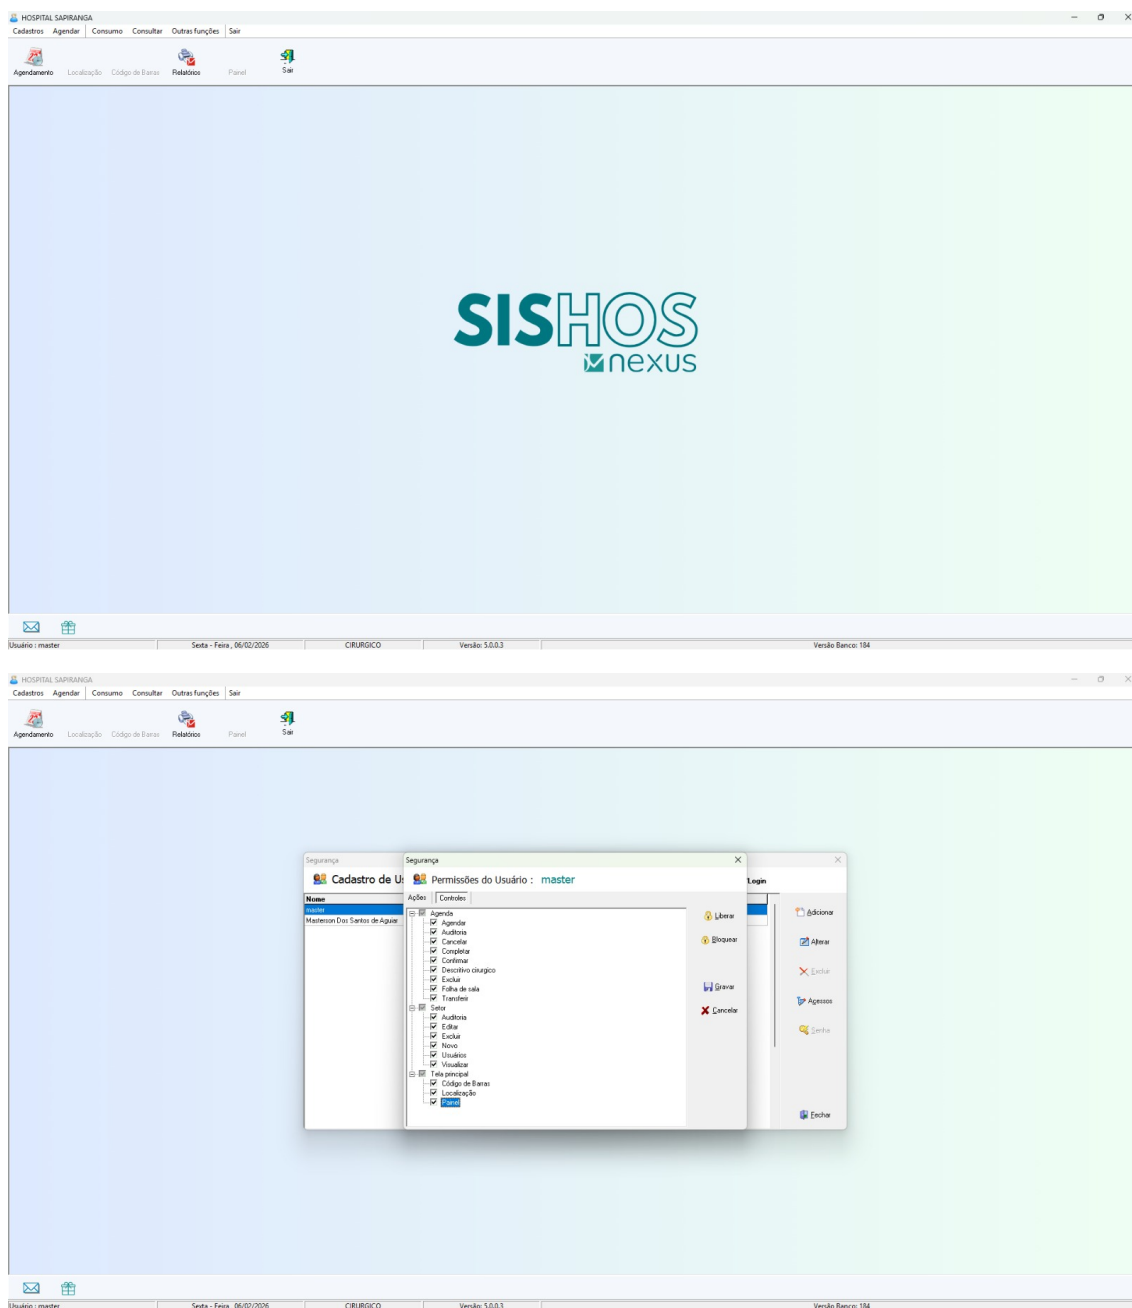 HOSPITAL SAPIRANGA
Cadastros Agendar Consumo Consultar Outras funções Sair
Agendamento Localização Código de Barras Relatórios Painel Sair
SISHOS
nexus
Usuário : master Sexta - Feira , 06/02/2026 CIRURGICO Versão: 5.0.0.3 Versão Banco: 184
HOSPITAL SAPIRANGA
Cadastros Agendar Consumo Consultar Outras funções Sair
Agendamento Localização Código de Barras Relatórios Painel Sair
Segurança
Cadastro de Us
Nome
master
Masterson Dos Santos de Aguiar
Segurança
Permissões do Usuário : master
Ações Controles
Agenda
Agendar
Auditoria
Cancelar
Completar
Confirmar
Descritivo cirurgico
Excluir
Folha de sala
Transferir
Setor
Auditoria
Editar
Excluir
Novo
Usuários
Visualizar
Tela principal
Código de Barras
Localização
Painel
Liberar
Bloquear
Gravar
Cancelar
/Login
Adicionar
Alterar
Excluir
Acessos
Senha
Fechar
Usuário : master Sexta - Feira , 06/02/2026 CIRURGICO Versão: 5.0.0.3 Versão Banco: 184